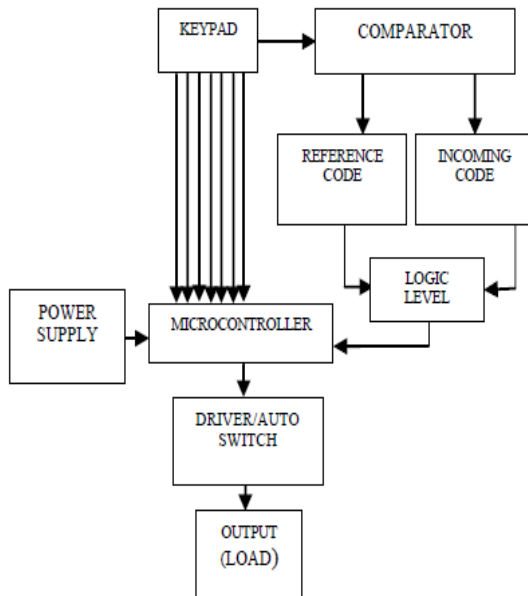 KEYPAD
COMPARATOR
REFERENCE
CODE
INCOMING
CODE
LOGIC
LEVEL
POWER
SUPPLY
MICROCONTROLLER
DRIVER/AUTO
SWITCH
OUTPUT
(LOAD)